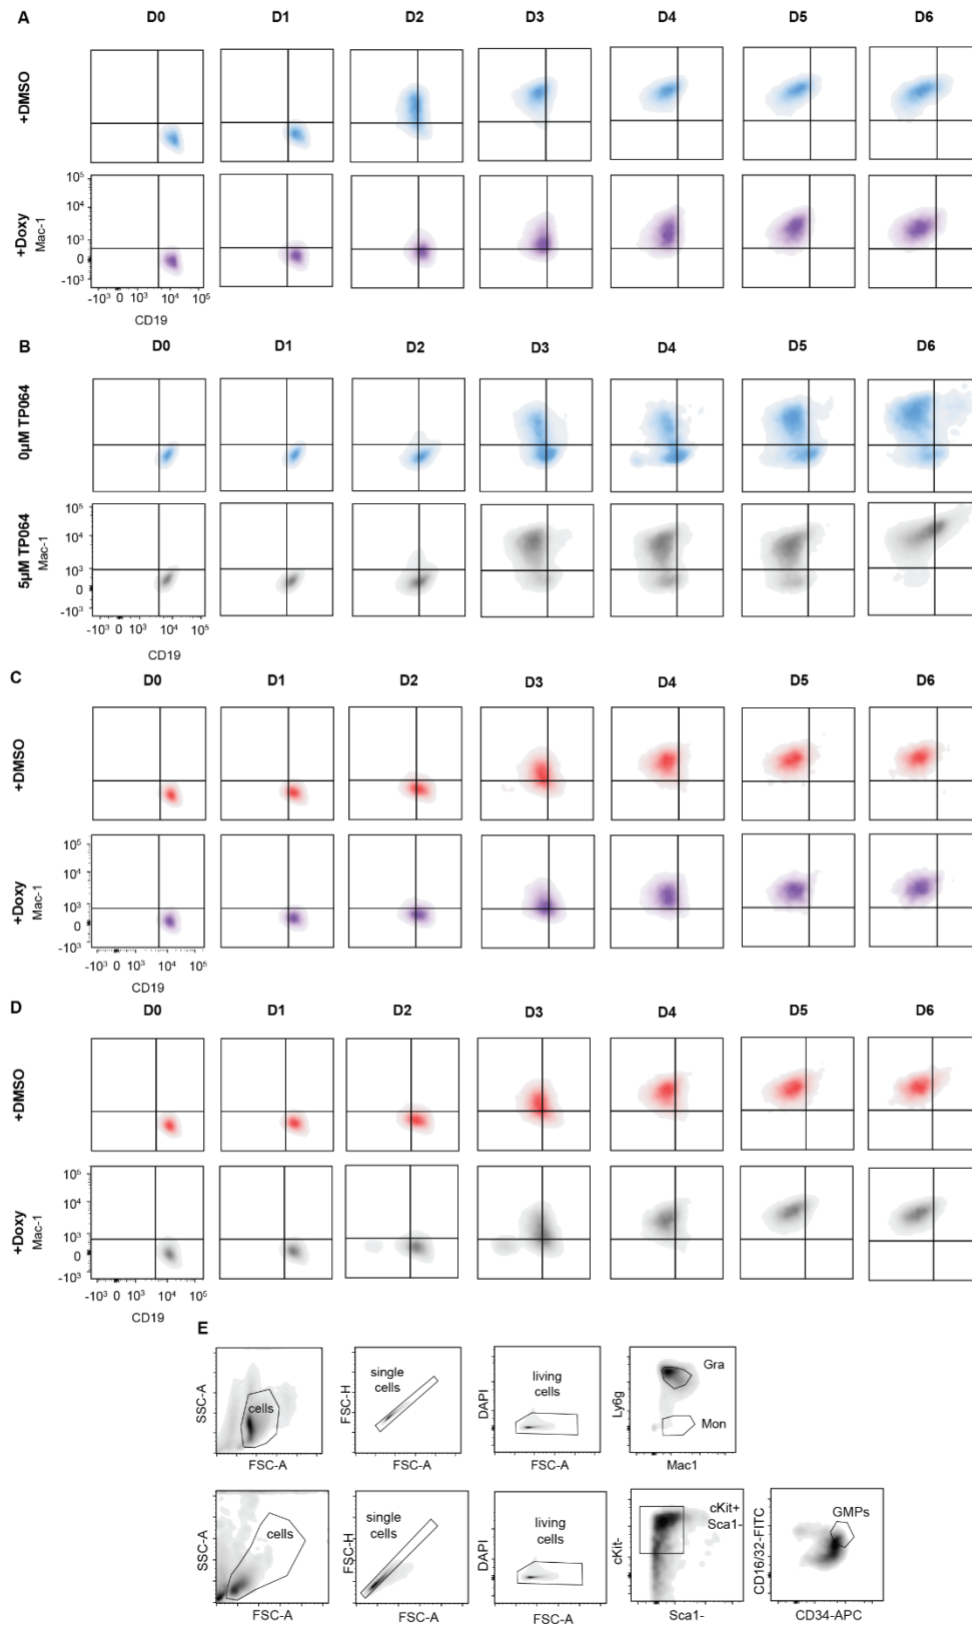 A
D0 D1 D2 D3 D4 D5 D6
+DMSO
+Doxy
Mac-1
10⁵
10⁴
10³
0
-10³
-10³ 0 10³ 10⁴ 10⁵
CD19
B
D0 D1 D2 D3 D4 D5 D6
0µM TP064
5µM TP064
Mac-1
10⁵
10⁴
10³
0
-10³
-10³ 0 10³ 10⁴ 10⁵
CD19
C
D0 D1 D2 D3 D4 D5 D6
+DMSO
+Doxy
Mac-1
10⁵
10⁴
10³
0
-10³
-10³ 0 10³ 10⁴ 10⁵
CD19
D
D0 D1 D2 D3 D4 D5 D6
+DMSO
+Doxy
Mac-1
10⁵
10⁴
10³
0
-10³
-10³ 0 10³ 10⁴ 10⁵
CD19
E
SSC-A
cells
FSC-A
FSC-H
single
cells
FSC-A
DAPI
living
cells
FSC-A
Ly6g
Gra
Mon
Mac1
SSC-A
cells
FSC-A
FSC-H
single
cells
FSC-A
DAPI
living
cells
FSC-A
cKit-
cKit+
Sca1-
Sca1-
CD16/32-FITC
GMPs
CD34-APC